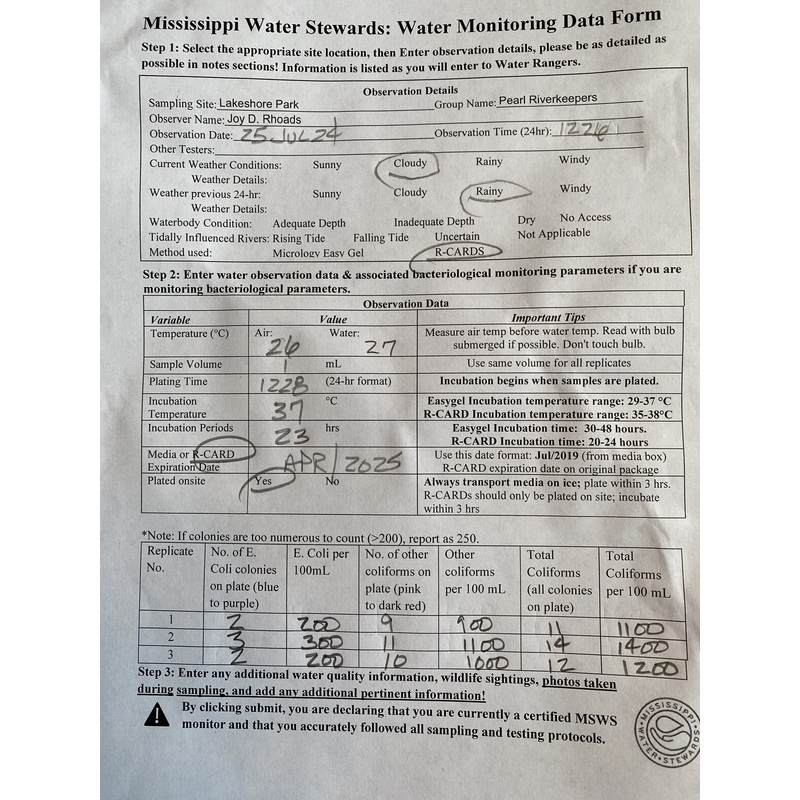 Mississippi Water Stewards: Water Monitoring Data Form
Step 1: Select the appropriate site location, then Enter observation details, please be as detailed as
possible in notes sections! Information is listed as you will enter to Water Rangers.
Observation Details
Sampling Site: Lakeshore Park Group Name: Pearl Riverkeepers
Observer Name: Joy D. Rhoads
Observation Date: 25 JUL 24 Observation Time (24hr): 1226
Other Testers:
Current Weather Conditions: Sunny Cloudy Rainy Windy
Weather Details:
Weather previous 24-hr: Sunny Cloudy Rainy Windy
Weather Details:
Waterbody Condition: Adequate Depth Inadequate Depth Dry No Access
Tidally Influenced Rivers: Rising Tide Falling Tide Uncertain Not Applicable
Method used: Micrology Easy Gel R-CARDS
Step 2: Enter water observation data & associated bacteriological monitoring parameters if you are
monitoring bacteriological parameters.
Observation Data
Variable Value Important Tips
Temperature (°C) Air: 26 Water: 27 Measure air temp before water temp. Read with bulb
submerged if possible. Don't touch bulb.
Sample Volume 1 mL Use same volume for all replicates
Plating Time 1228 (24-hr format) Incubation begins when samples are plated.
Incubation 37 °C Easygel Incubation temperature range: 29-37 °C
Temperature R-CARD Incubation temperature range: 35-38°C
Incubation Periods 23 hrs Easygel Incubation time: 30-48 hours.
R-CARD Incubation time: 20-24 hours
Media or R-CARD APR/2025 Use this date format: Jul/2019 (from media box)
Expiration Date R-CARD expiration date on original package
Plated onsite Yes No Always transport media on ice; plate within 3 hrs.
R-CARDs should only be plated on site; incubate
within 3 hrs
*Note: If colonies are too numerous to count (>200), report as 250.
Replicate No. of E. E. Coli per No. of other Other Total Total
No. Coli colonies 100mL coliforms on coliforms Coliforms Coliforms
on plate (blue plate (pink per 100 mL (all colonies per 100 mL
to purple) to dark red) on plate)
1 2 200 9 900 11 1100
2 3 300 11 1100 14 1400
3 2 200 10 1000 12 1200
Step 3: Enter any additional water quality information, wildlife sightings, photos taken
during sampling, and add any additional pertinent information!
By clicking submit, you are declaring that you are currently a certified MSWS
monitor and that you accurately followed all sampling and testing protocols.
MISSISSIPPI WATER STEWARDS